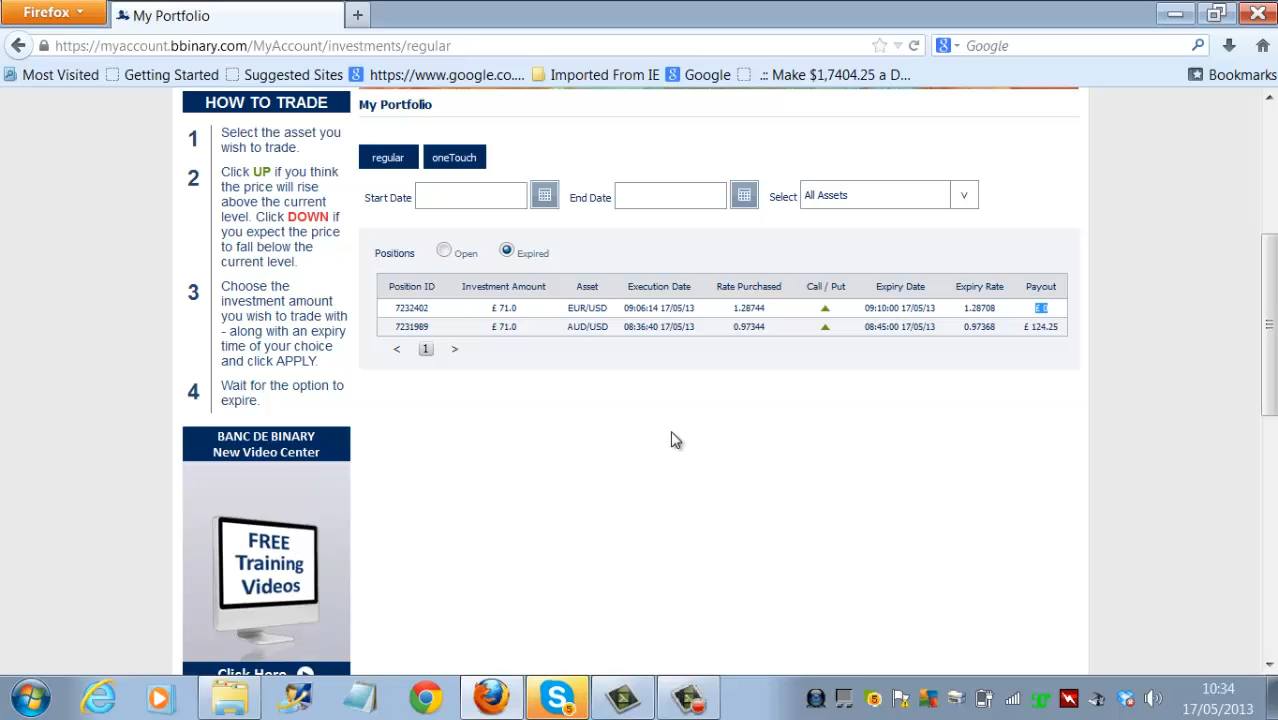 Firefox
My Portfolio
https://myaccount.bbinary.com/MyAccount/investments/regular
Google
Most Visited
Getting Started
Suggested Sites
https://www.google.co....
Imported From IE
Google
.:: Make $1,7404.25 a D...
Bookmarks
HOW TO TRADE
1 Select the asset you
wish to trade.
2 Click UP if you think
the price will rise
above the current
level. Click DOWN if
you expect the price
to fall below the
current level.
3 Choose the
investment amount
you wish to trade with
- along with an expiry
time of your choice
and click APPLY.
4 Wait for the option to
expire.
BANC DE BINARY
New Video Center
FREE
Training
Videos
Click Here
My Portfolio
regular oneTouch
Start Date End Date Select All Assets
Positions Open Expired
Position ID Investment Amount Asset Execution Date Rate Purchased Call / Put Expiry Date Expiry Rate Payout
7232402 £ 71.0 EUR/USD 09:06:14 17/05/13 1.28744 09:10:00 17/05/13 1.28708 £ 0
7231989 £ 71.0 AUD/USD 08:36:40 17/05/13 0.97344 08:45:00 17/05/13 0.97368 £ 124.25
< 1 >
10:34
17/05/2013